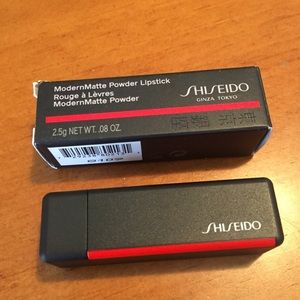 ModernMatte Powder Lipstick
Rouge à Lèvres
ModernMatte Powder
SHISEIDO
GINZA TOKYO
2.5g NET WT. .08 OZ.
SHISEIDO